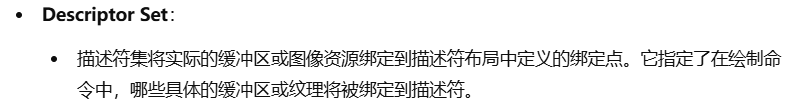 • Descriptor Set：
• 描述符集将实际的缓冲区或图像资源绑定到描述符布局中定义的绑定点。它指定了在绘制命
令中，哪些具体的缓冲区或纹理将被绑定到描述符。